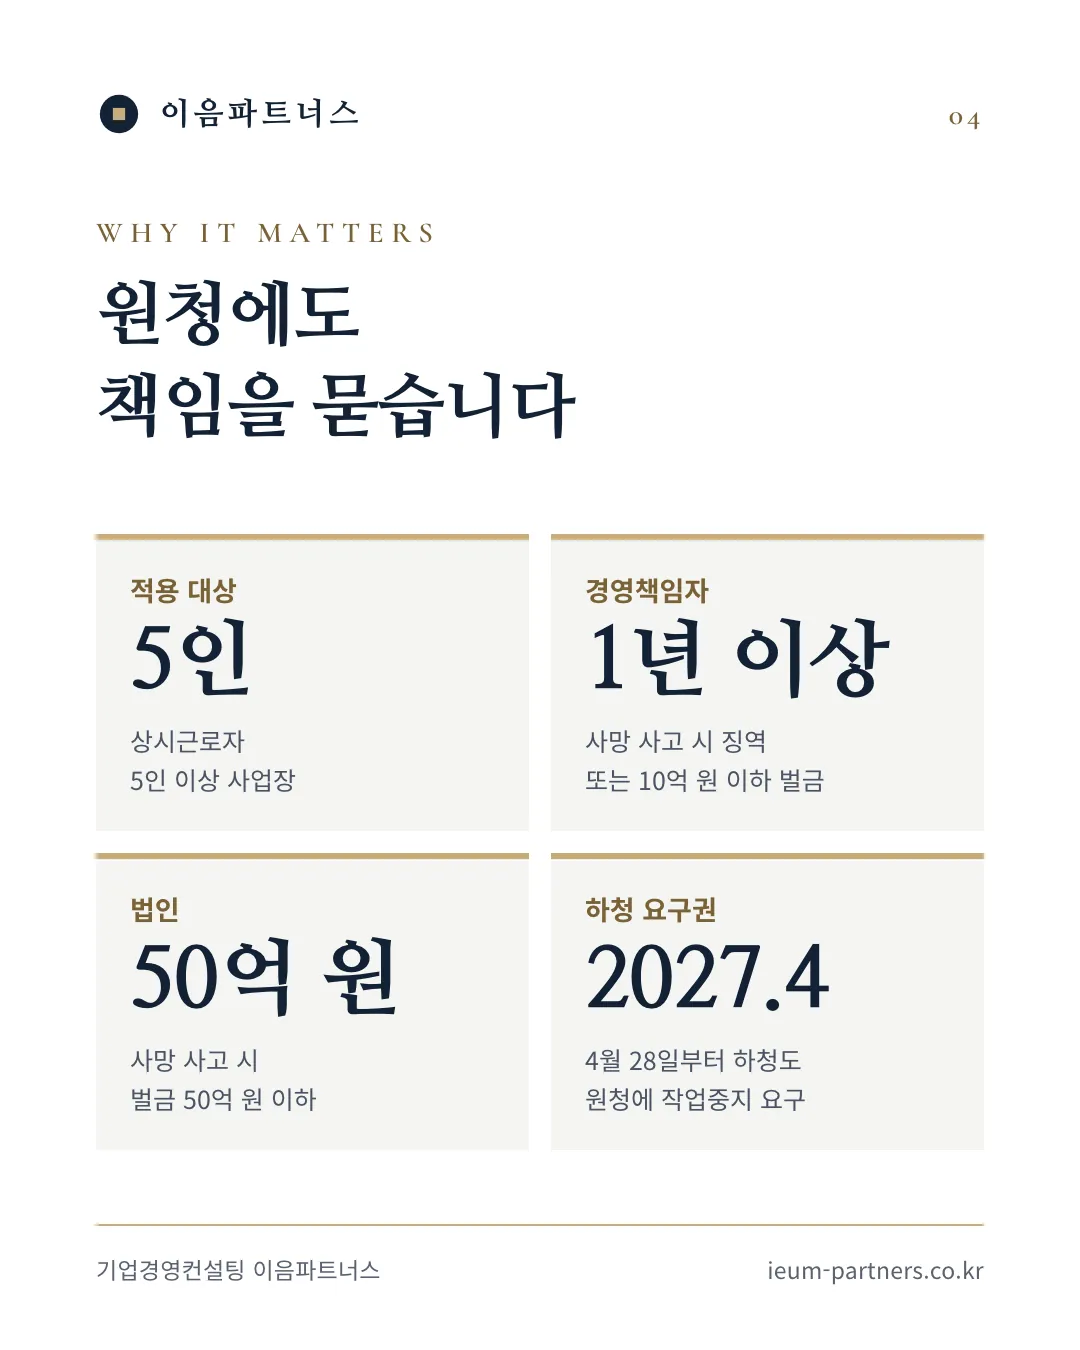 이음파트너스
04
WHY IT MATTERS
원청에도
책임을 묻습니다
적용 대상
5인
상시근로자
5인 이상 사업장
경영책임자
1년 이상
사망 사고 시 징역
또는 10억 원 이하 벌금
법인
50억 원
사망 사고 시
벌금 50억 원 이하
하청 요구권
2027.4
4월 28일부터 하청도
원청에 작업중지 요구
기업경영컨설팅 이음파트너스
ieum-partners.co.kr